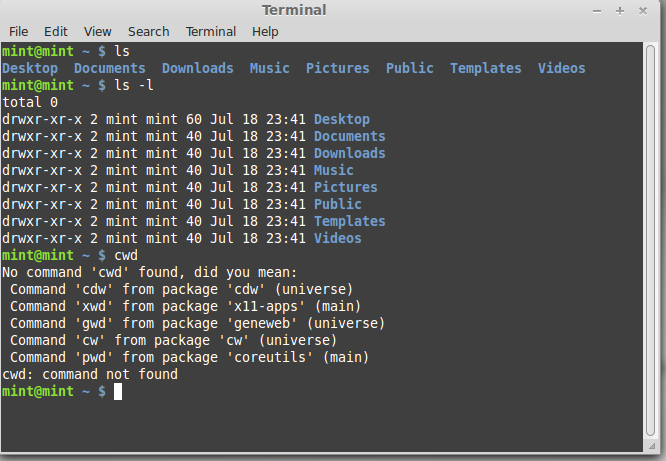 Terminal
File Edit View Search Terminal Help
mint@mint ~ $ ls
Desktop  Documents  Downloads  Music  Pictures  Public  Templates  Videos
mint@mint ~ $ ls -l
total 0
drwxr-xr-x 2 mint mint 60 Jul 18 23:41 Desktop
drwxr-xr-x 2 mint mint 40 Jul 18 23:41 Documents
drwxr-xr-x 2 mint mint 40 Jul 18 23:41 Downloads
drwxr-xr-x 2 mint mint 40 Jul 18 23:41 Music
drwxr-xr-x 2 mint mint 40 Jul 18 23:41 Pictures
drwxr-xr-x 2 mint mint 40 Jul 18 23:41 Public
drwxr-xr-x 2 mint mint 40 Jul 18 23:41 Templates
drwxr-xr-x 2 mint mint 40 Jul 18 23:41 Videos
mint@mint ~ $ cwd
No command 'cwd' found, did you mean:
 Command 'cdw' from package 'cdw' (universe)
 Command 'xwd' from package 'x11-apps' (main)
 Command 'gwd' from package 'geneweb' (universe)
 Command 'cw' from package 'cw' (universe)
 Command 'pwd' from package 'coreutils' (main)
cwd: command not found
mint@mint ~ $